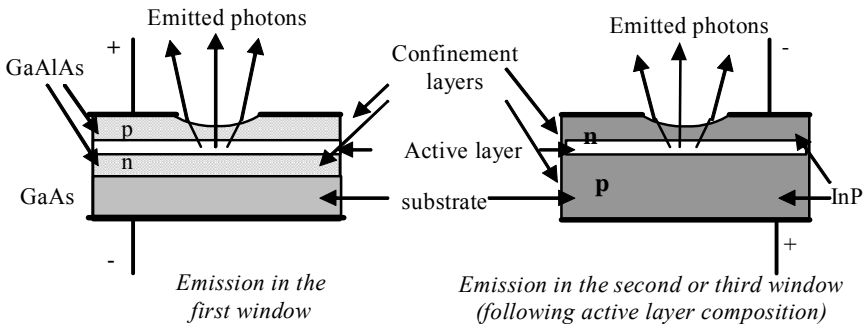 Emitted photons
+
GaAlAs
p
n
GaAs
-
Emission in the
first window
Confinement
layers
Active layer
substrate
Emitted photons
-
n
p
InP
+
Emission in the second or third window
(following active layer composition)